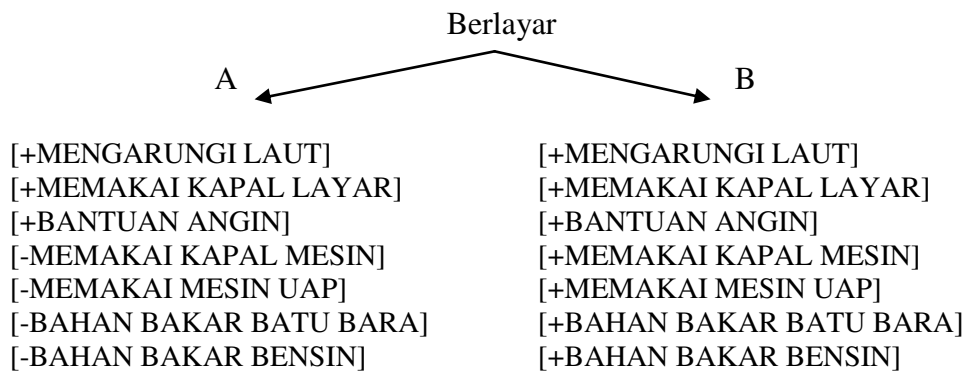 Berlayar
A B
[+MENGARUNGI LAUT] [+MENGARUNGI LAUT]
[+MEMAKAI KAPAL LAYAR] [+MEMAKAI KAPAL LAYAR]
[+BANTUAN ANGIN] [+BANTUAN ANGIN]
[-MEMAKAI KAPAL MESIN] [+MEMAKAI KAPAL MESIN]
[-MEMAKAI MESIN UAP] [+MEMAKAI MESIN UAP]
[-BAHAN BAKAR BATU BARA] [+BAHAN BAKAR BATU BARA]
[-BAHAN BAKAR BENSIN] [+BAHAN BAKAR BENSIN]